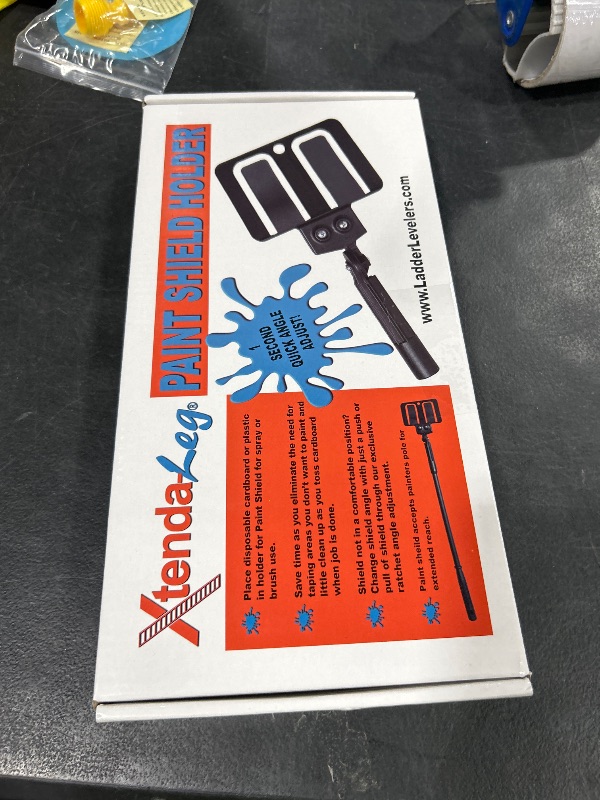 Xtenda-Leg® PAINT SHIELD HOLDER
1
SECOND
QUICK ANGLE
ADJUST!
www.LadderLevelers.com
Place disposable cardboard or plastic
in holder for Paint Shield for spray or
brush use.
Save time as you eliminate the need for
taping areas you don't want to paint and
little clean up as you toss cardboard
when job is done.
Shield not in a comfortable position?
Change shield angle with just a push or
pull of shield through our exclusive
ratchet angle adjustment.
Paint sheild accepts painters pole for
extended reach.